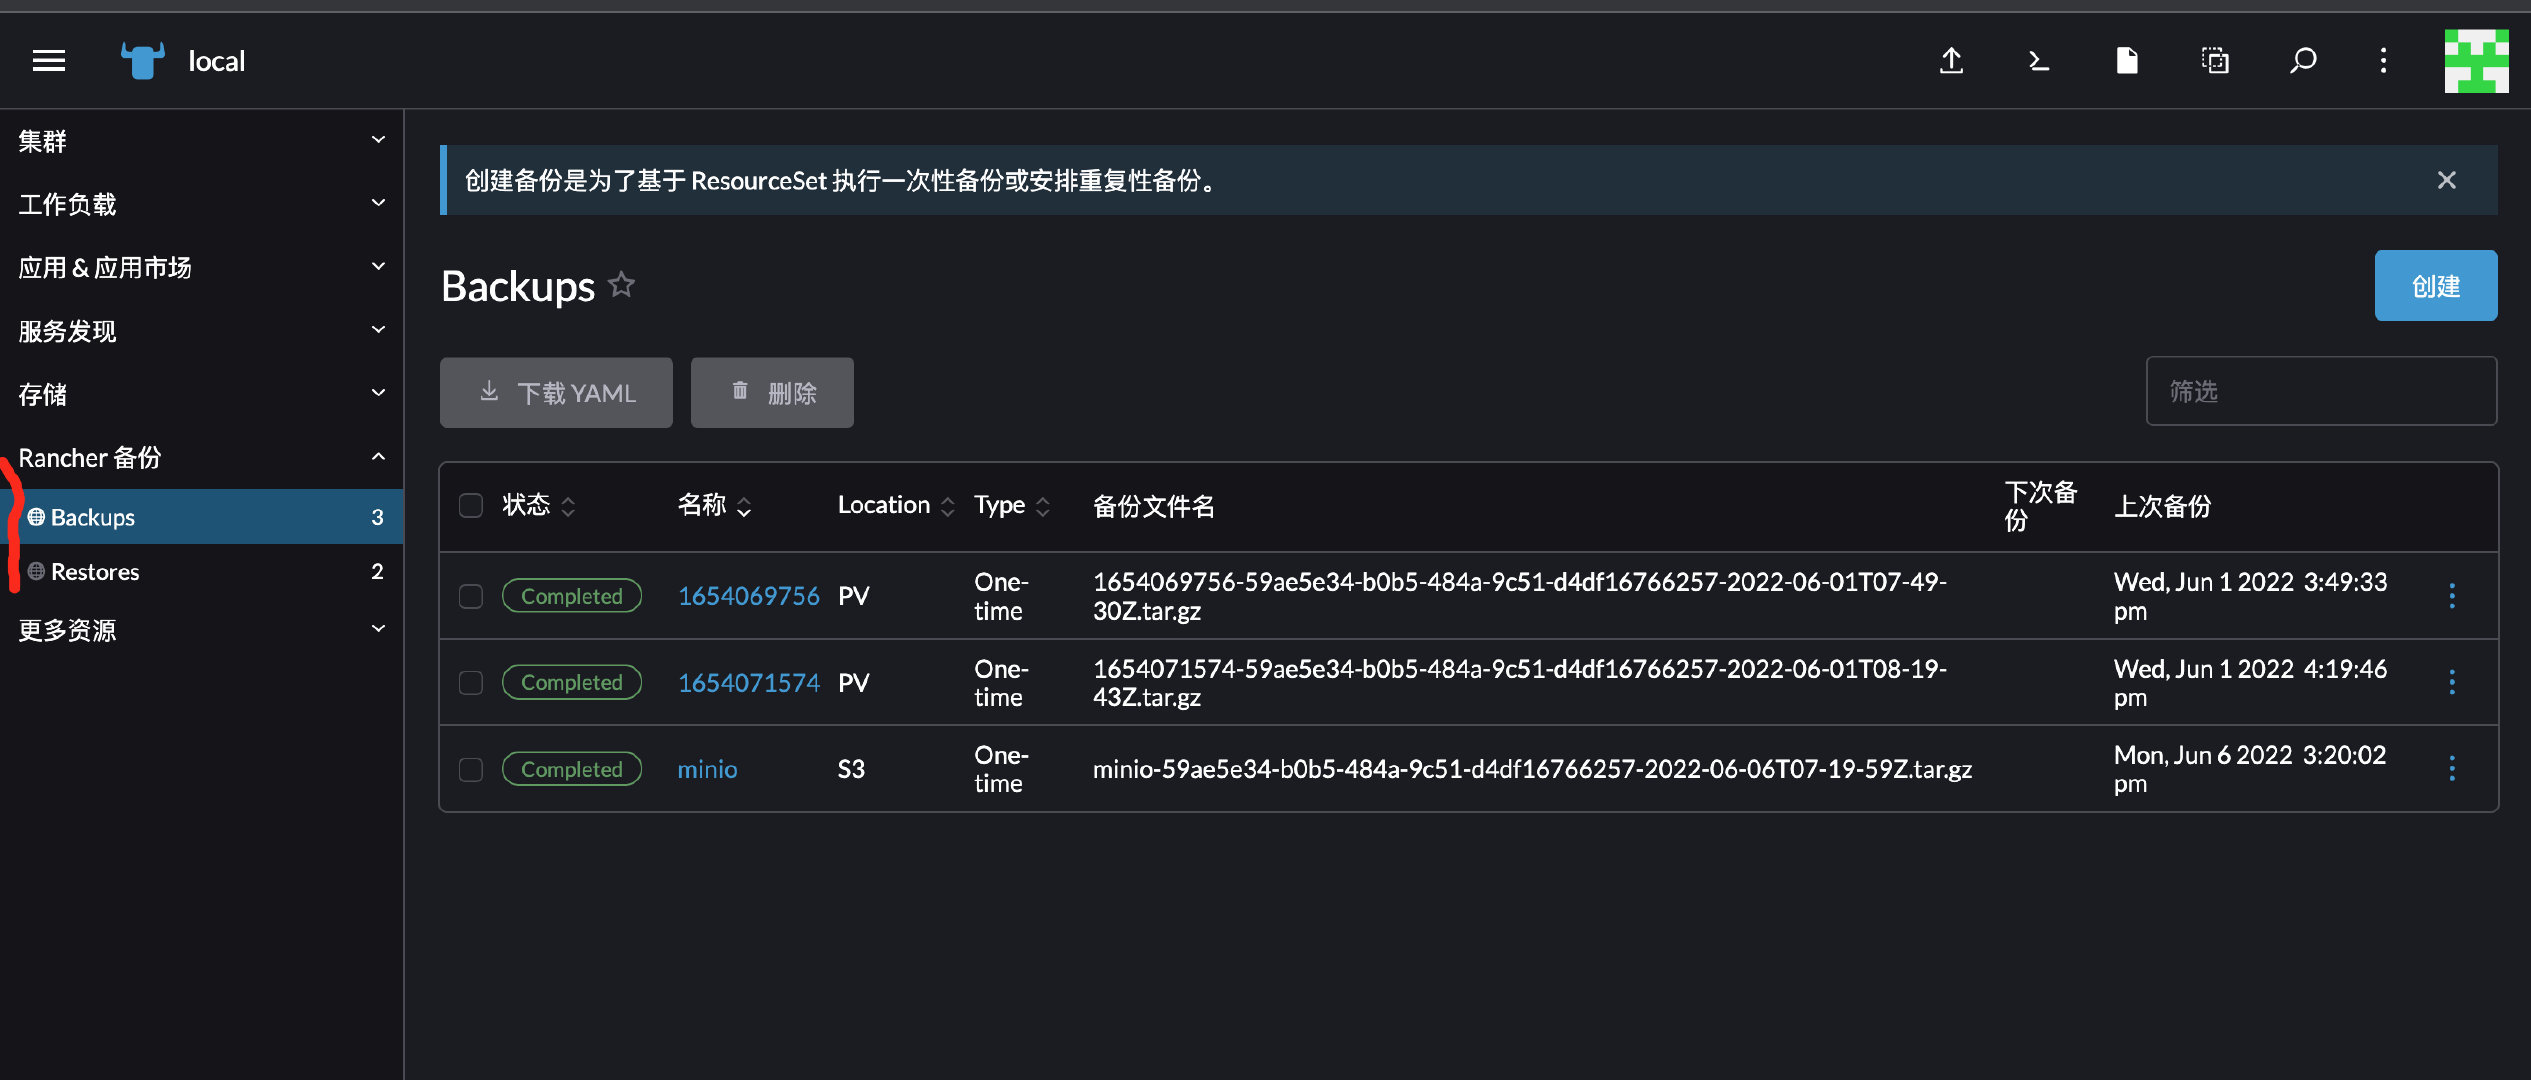 local
集群
工作负载
应用 & 应用市场
服务发现
存储
Rancher 备份
Backups 3
Restores 2
更多资源
创建备份是为了基于 ResourceSet 执行一次性备份或安排重复性备份。
Backups
创建
下载 YAML
删除
筛选
状态 名称 Location Type 备份文件名 下次备
份 上次备份
Completed 1654069756 PV One-
time 1654069756-59ae5e34-b0b5-484a-9c51-d4df16766257-2022-06-01T07-49-
30Z.tar.gz Wed, Jun 1 2022 3:49:33
pm
Completed 1654071574 PV One-
time 1654071574-59ae5e34-b0b5-484a-9c51-d4df16766257-2022-06-01T08-19-
43Z.tar.gz Wed, Jun 1 2022 4:19:46
pm
Completed minio S3 One-
time minio-59ae5e34-b0b5-484a-9c51-d4df16766257-2022-06-06T07-19-59Z.tar.gz Mon, Jun 6 2022 3:20:02
pm